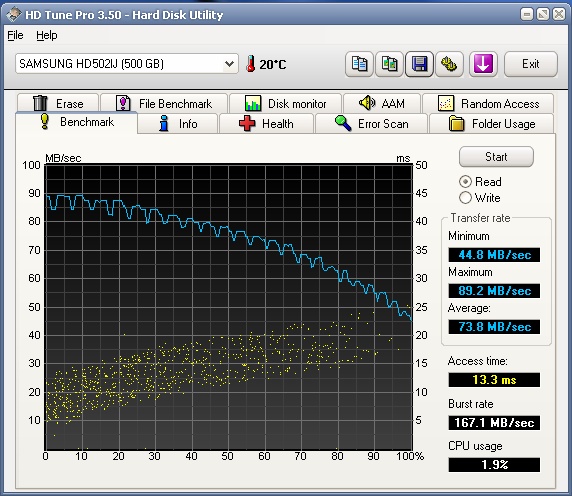 HD Tune Pro 3.50 - Hard Disk Utility
File Help
SAMSUNG HD502IJ (500 GB) 20°C Exit
Erase File Benchmark Disk monitor AAM Random Access
Benchmark Info Health Error Scan Folder Usage
MB/sec ms
100 50
90 45
80 40
70 35
60 30
50 25
40 20
30 15
20 10
10 5
0 10 20 30 40 50 60 70 80 90 100%
Start
Read
Write
Transfer rate
Minimum
44.8 MB/sec
Maximum
89.2 MB/sec
Average:
73.8 MB/sec
Access time:
13.3 ms
Burst rate
167.1 MB/sec
CPU usage
1.9%